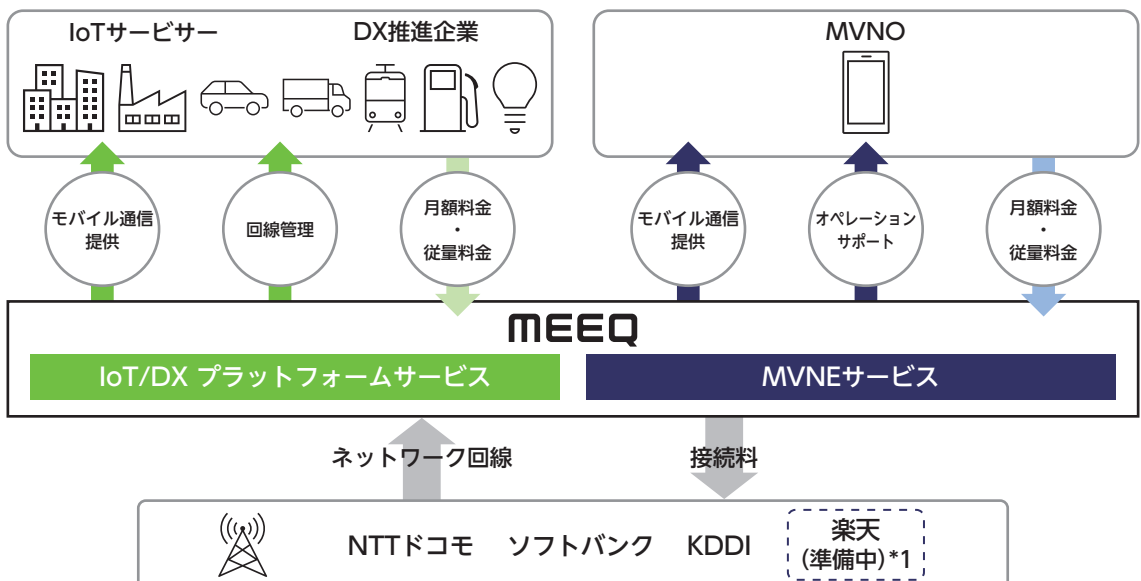 IoTサービサー
DX推進企業
MVNO
モバイル通信
提供
回線管理
月額料金
・
従量料金
モバイル通信
提供
オペレーション
サポート
月額料金
・
従量料金
MEEQ
IoT/DX プラットフォームサービス
MVNEサービス
ネットワーク回線
接続料
NTTドコモ
ソフトバンク
KDDI
楽天
(準備中)*1